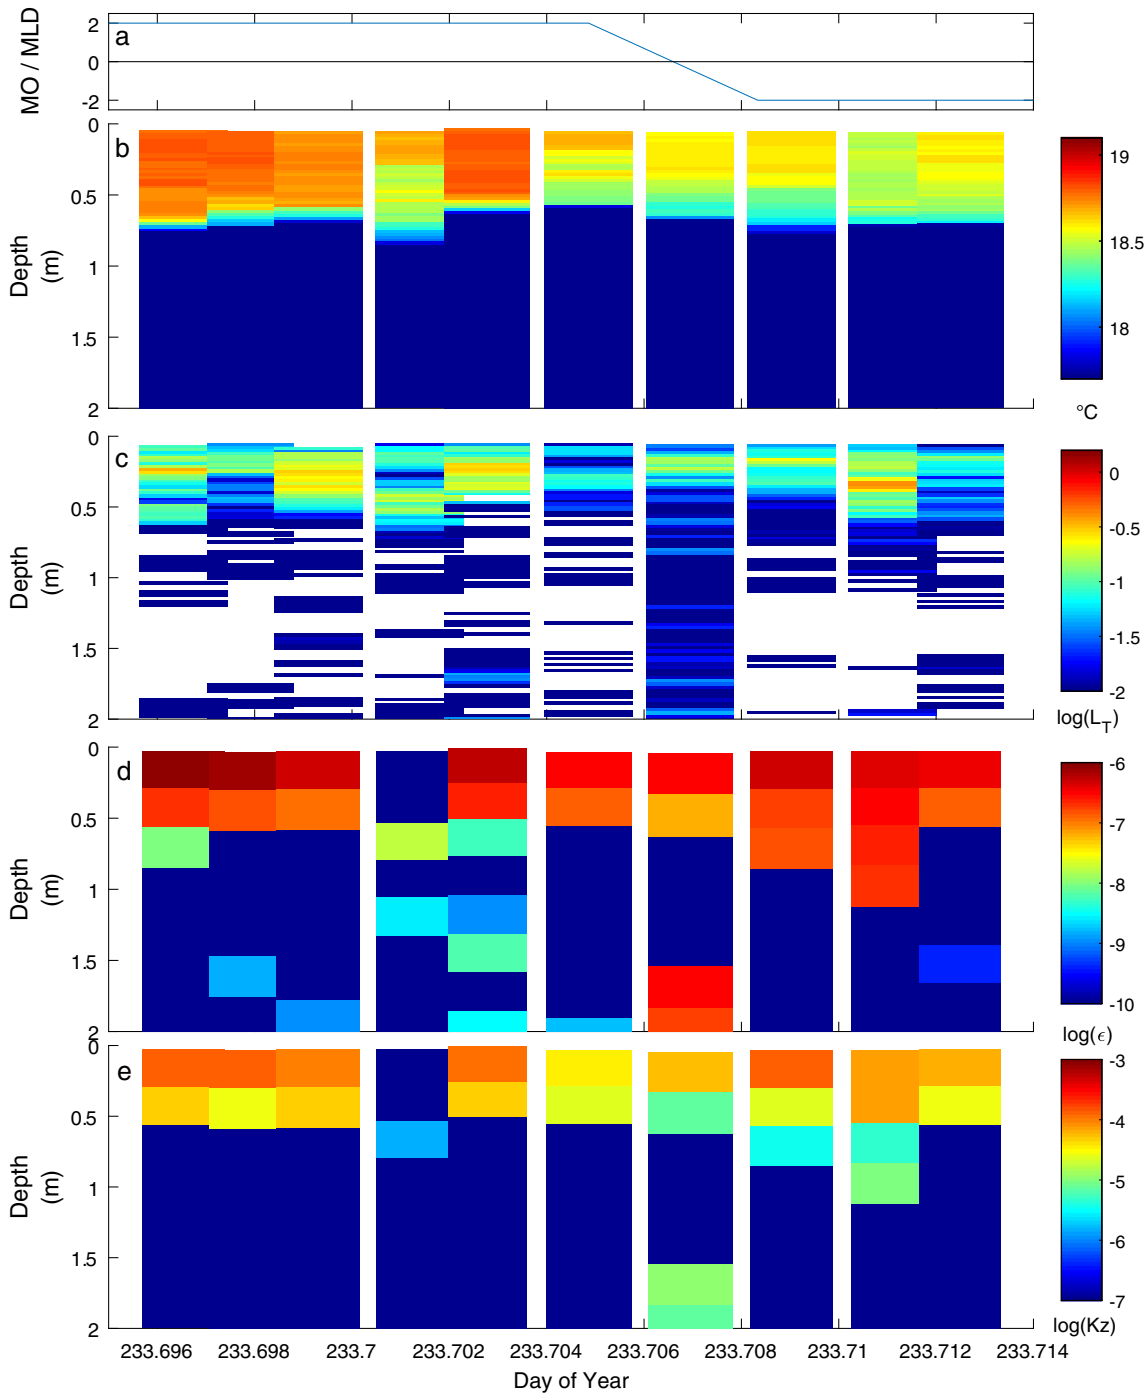 MO / MLD
2
0
-2
a
0
0.5
1
1.5
2
Depth
(m)
b
19
18
°C
0
0.5
1
1.5
2
Depth
(m)
c
0
-0.5
-1
-1.5
-2
log(L_T)
0
0.5
1
1.5
2
Depth
(m)
d
-6
-7
-8
-9
-10
log(ϵ)
0
0.5
1
1.5
2
Depth
(m)
e
-3
-4
-5
-6
-7
log(Kz)
233.696 233.698 233.7 233.702 233.704 233.706 233.708 233.71 233.712 233.714
Day of Year